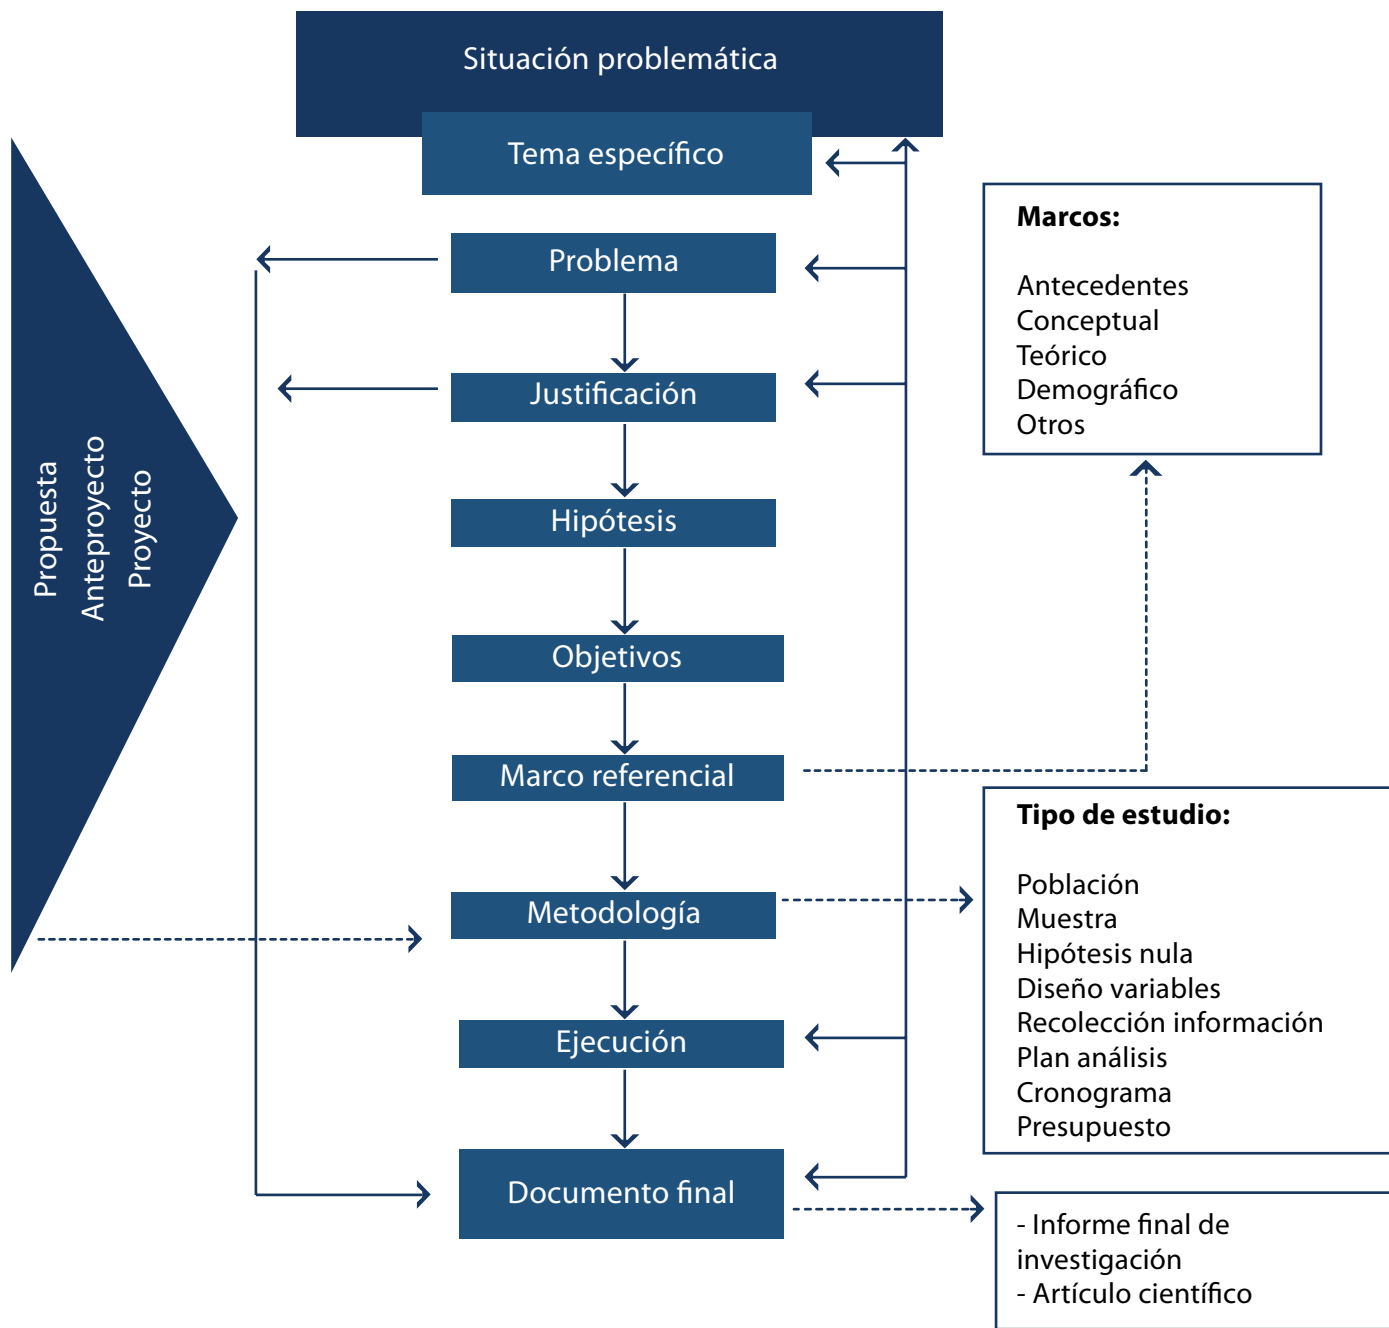 Situación problemática
Tema específico
Problema
Justificación
Hipótesis
Objetivos
Marco referencial
Metodología
Ejecución
Documento final
Propuesta
Anteproyecto
Proyecto
Marcos:
Antecedentes
Conceptual
Teórico
Demográfico
Otros
Tipo de estudio:
Población
Muestra
Hipótesis nula
Diseño variables
Recolección información
Plan análisis
Cronograma
Presupuesto
- Informe final de
investigación
- Artículo científico